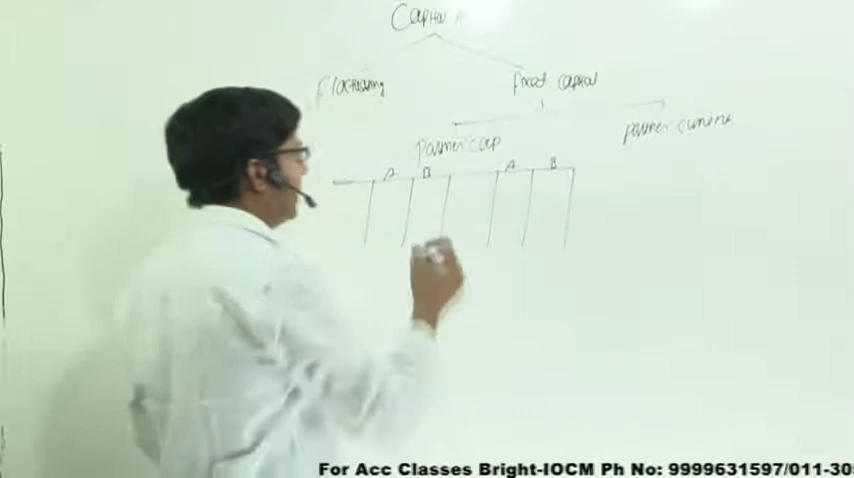 Capital A
Fluctuating fixed capital
Partner cap Partner current
A B A B
For Acc Classes Bright-IOCM Ph No: 9999631597/011-30